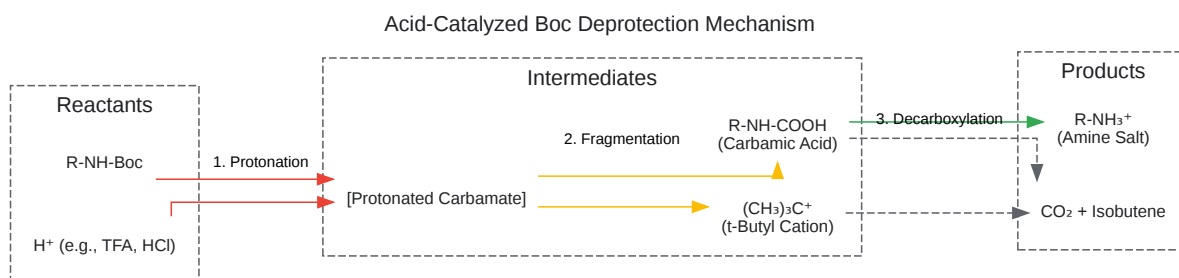 Acid-Catalyzed Boc Deprotection Mechanism
Reactants
R-NH-Boc
H⁺ (e.g., TFA, HCl)
1. Protonation
Intermediates
[Protonated Carbamate]
2. Fragmentation
R-NH-COOH
(Carbamic Acid)
(CH₃)₃C⁺
(t-Butyl Cation)
3. Decarboxylation
Products
R-NH₃⁺
(Amine Salt)
CO₂ + Isobutene